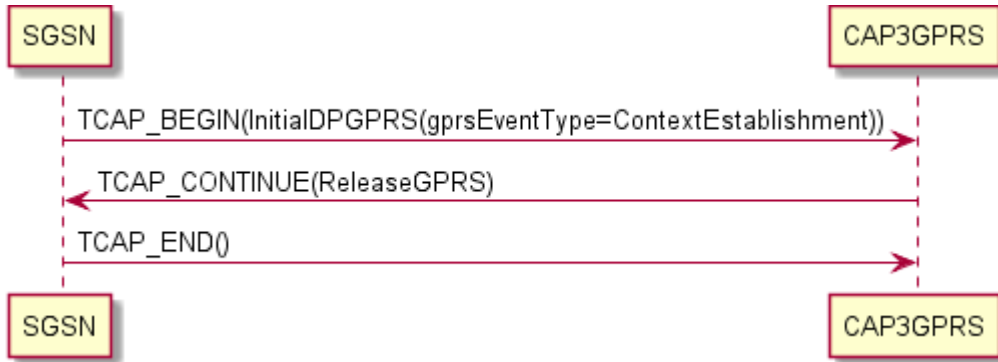 SGSN
CAP3GPRS
TCAP_BEGIN(InitialDPGPRS(gprsEventType=ContextEstablishment))
TCAP_CONTINUE(ReleaseGPRS)
TCAP_END()
SGSN
CAP3GPRS